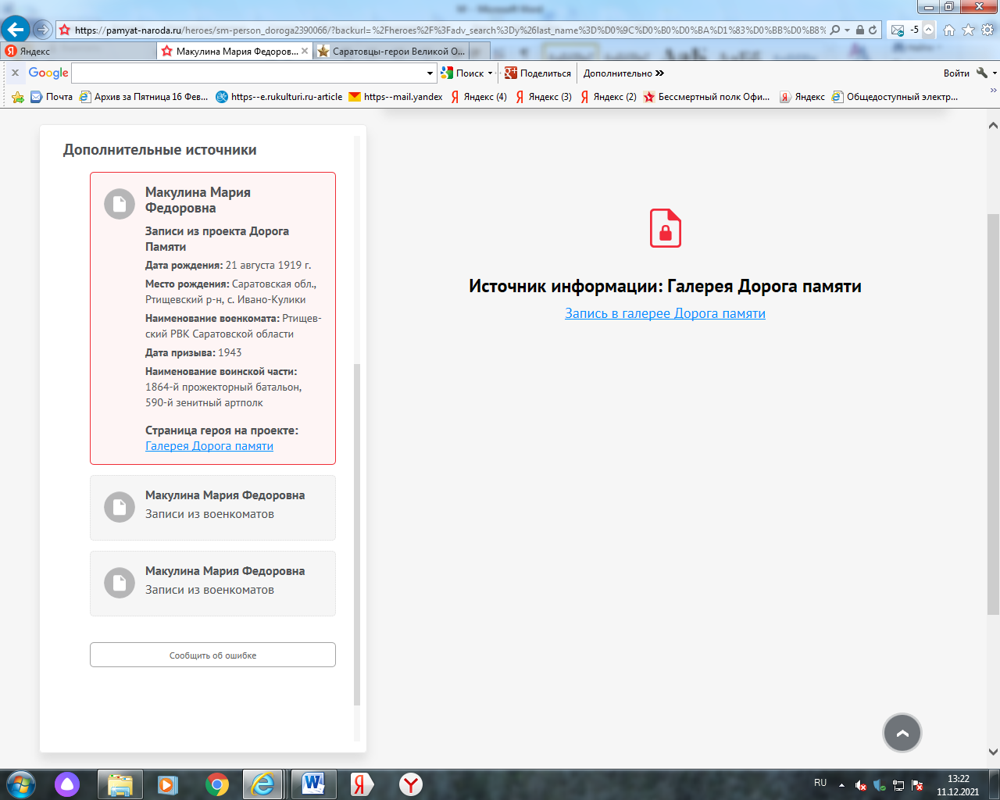 https://pamyat-naroda.ru/heroes/sm-person_doroga2390066/?backurl=%2Fheroes%2F%3Fadv_search%3Dy%26last_name%3D%D0%9C%D0%B0%D0%BA%D1%83%D0%BB%D0%B8%
-5
Яндекс
Макулина Мария Федоров...
Саратовцы-герои Великой О...
Google
Поиск
Поделиться
Дополнительно
Войти
Почта
Архив за Пятница 16 Фев...
https--e.rukulturi.ru-article
https--mail.yandex
Яндекс (4)
Яндекс (3)
Яндекс (2)
Бессмертный полк Офи...
Яндекс
Общедоступный электр...
Дополнительные источники
Макулина Мария
Федоровна
Записи из проекта Дорога
Памяти
Дата рождения: 21 августа 1919 г.
Место рождения: Саратовская обл.,
Ртищевский р-н, с. Ивано-Кулики
Наименование военкомата: Ртищев-
ский РВК Саратовской области
Дата призыва: 1943
Наименование воинской части:
1864-й прожекторный батальон,
590-й зенитный артполк
Страница героя на проекте:
Галерея Дорога памяти
Макулина Мария Федоровна
Записи из военкоматов
Макулина Мария Федоровна
Записи из военкоматов
Сообщить об ошибке
Источник информации: Галерея Дорога памяти
Запись в галерее Дорога памяти
RU
13:22
11.12.2021